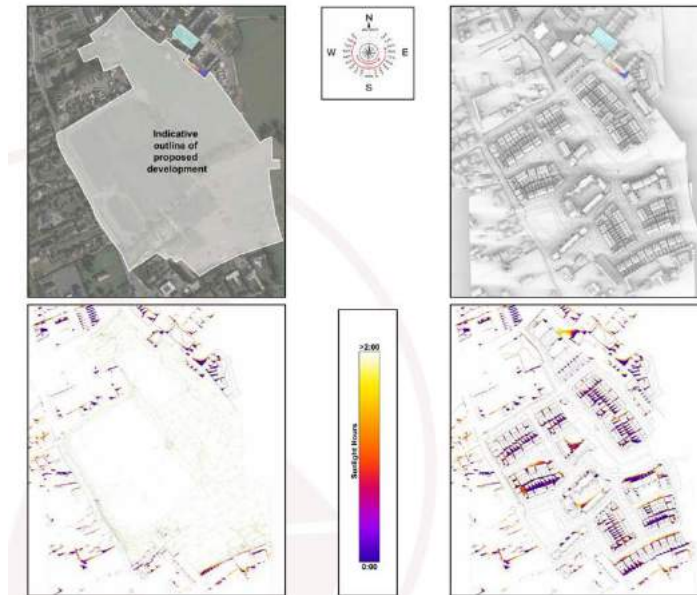 N
W
E
S
Indicative
outline of
proposed
development
>2:00
Sunlight Hours
0:00